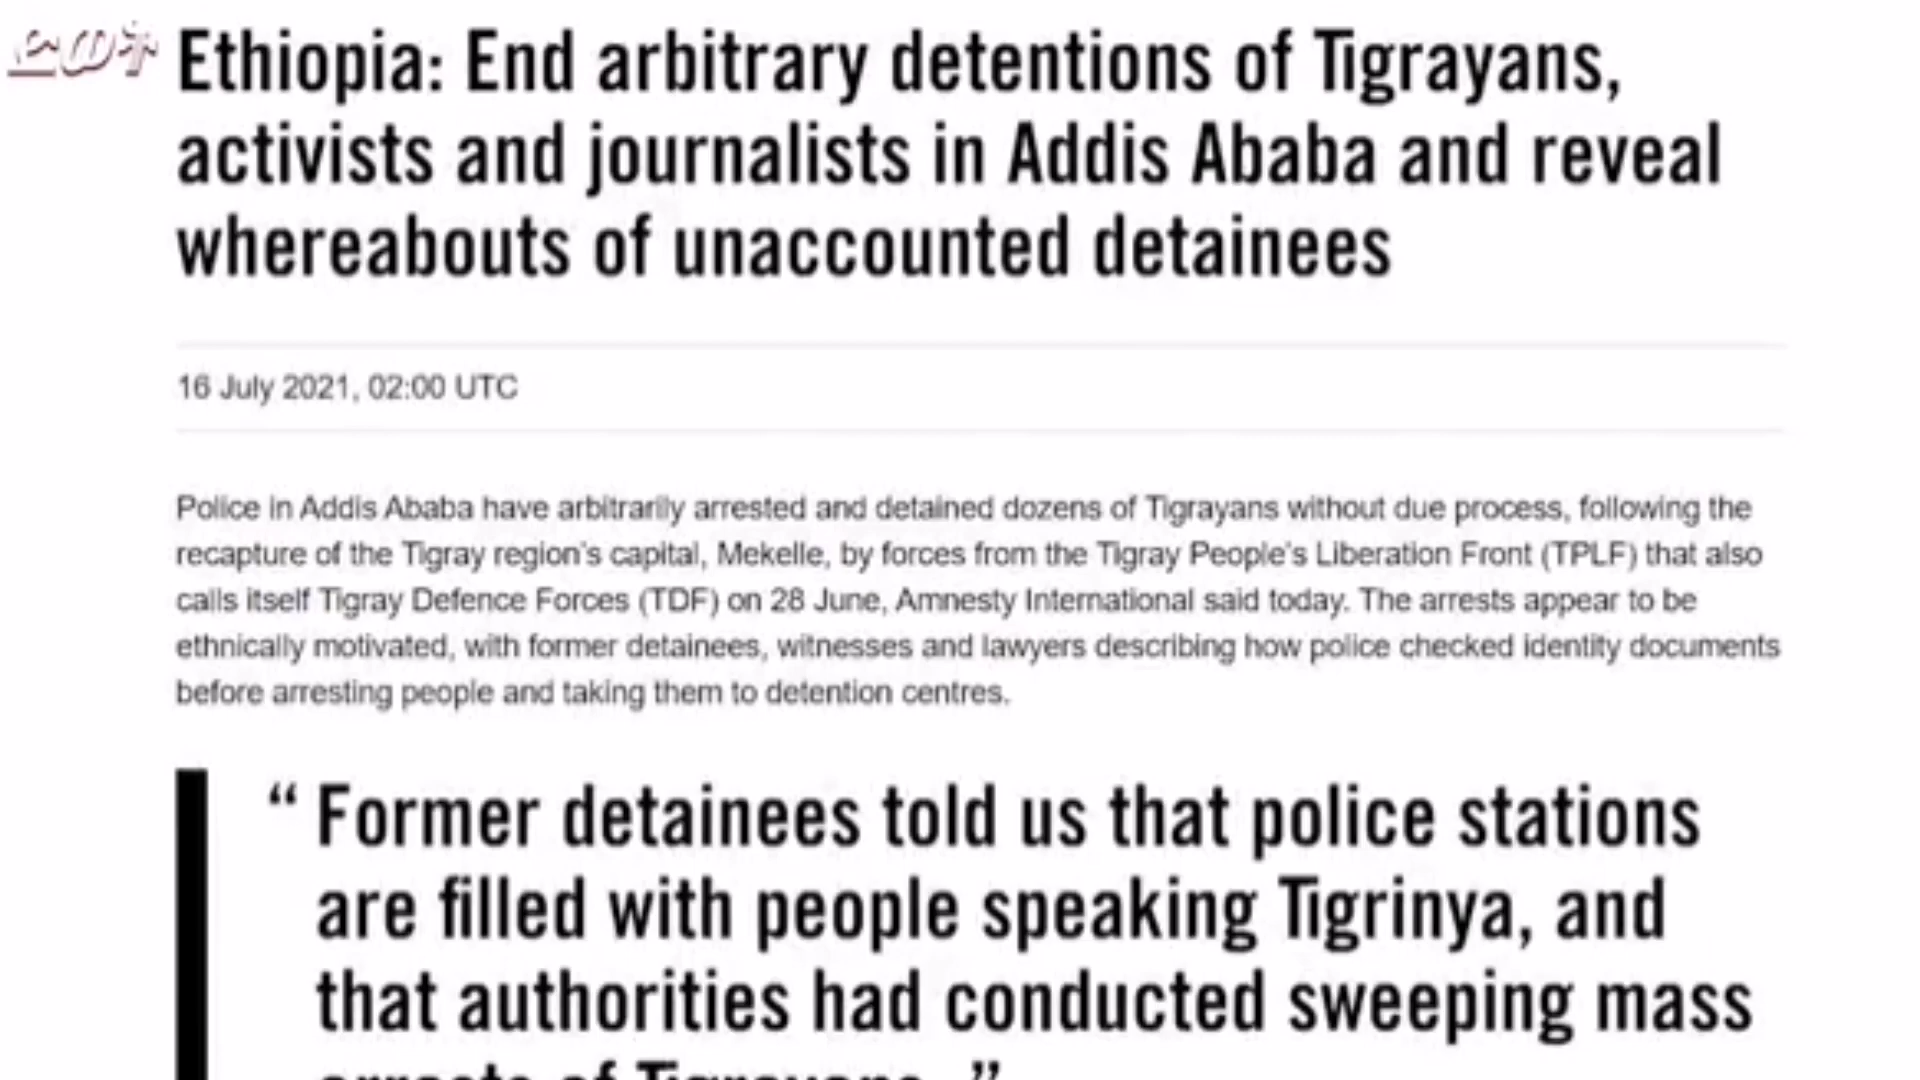 ድምጺ
Ethiopia: End arbitrary detentions of Tigrayans,
activists and journalists in Addis Ababa and reveal
whereabouts of unaccounted detainees
16 July 2021, 02:00 UTC
Police in Addis Ababa have arbitrarily arrested and detained dozens of Tigrayans without due process, following the
recapture of the Tigray region's capital, Mekelle, by forces from the Tigray People's Liberation Front (TPLF) that also
calls itself Tigray Defence Forces (TDF) on 28 June, Amnesty International said today. The arrests appear to be
ethnically motivated, with former detainees, witnesses and lawyers describing how police checked identity documents
before arresting people and taking them to detention centres.
“ Former detainees told us that police stations
are filled with people speaking Tigrinya, and
that authorities had conducted sweeping mass
arrests of Tigrayans. ”